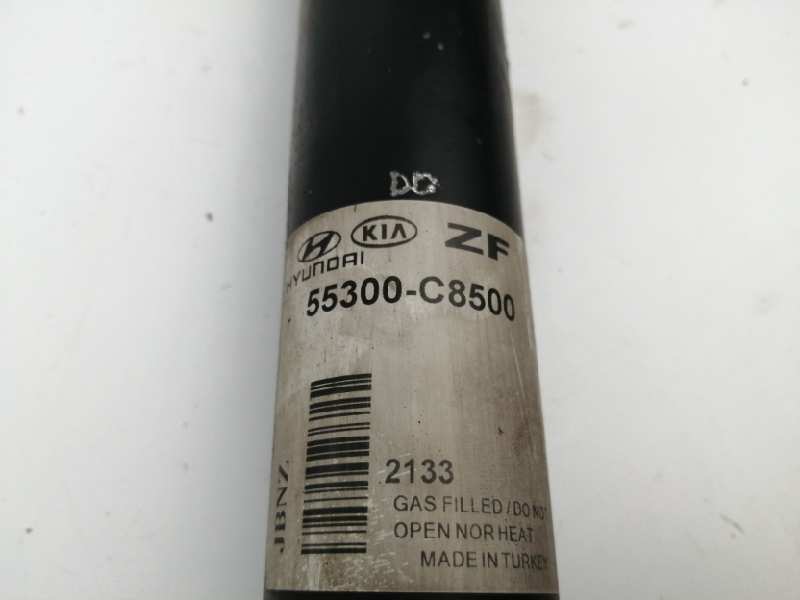 DD
HYUNDAI KIA ZF
55300-C8500
JBNZ
2133
GAS FILLED / DO NOT
OPEN NOR HEAT
MADE IN TURKEY